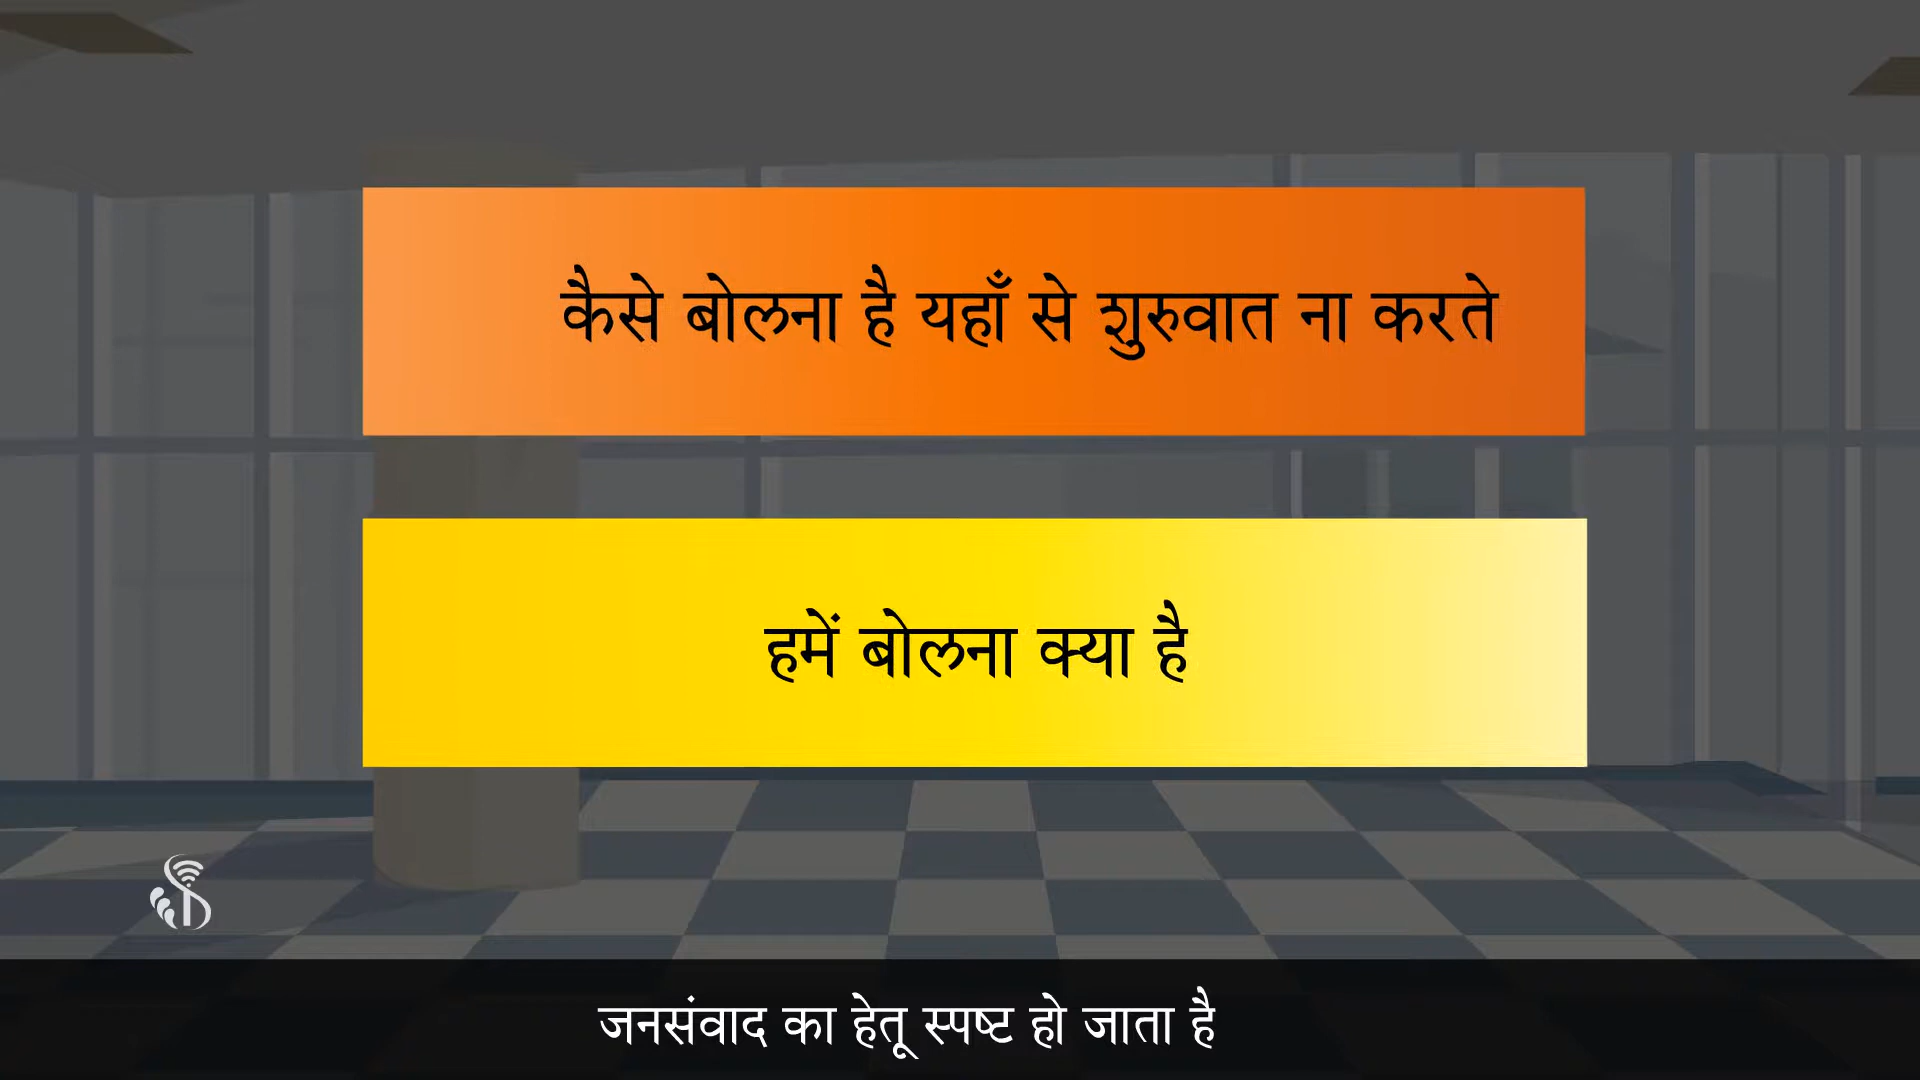 कैसे बोलना है यहाँ से शुरुवात ना करते
हमें बोलना क्या है
जनसंवाद का हेतू स्पष्ट हो जाता है